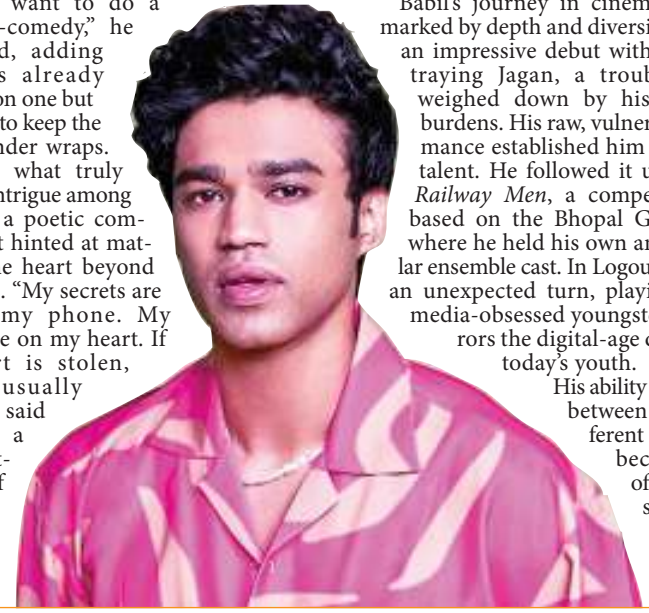 want to do a
-comedy,” he
d, adding
s already
on one but
to keep the
nder wraps.
what truly
ntrigue among
a poetic com-
t hinted at mat-
e heart beyond
. “My secrets are
my phone. My
e on my heart. If
rt is stolen,
usually
said
a
t-
f
Babil’s journey in cinem
marked by depth and diversi
an impressive debut with
traying Jagan, a troub
weighed down by his
burdens. His raw, vulner
mance established him
talent. He followed it u
Railway Men, a compe
based on the Bhopal G
where he held his own an
lar ensemble cast. In Logou
an unexpected turn, playi
media-obsessed youngst
rors the digital-age c
today’s youth.
His ability
between
ferent
bec
of
s